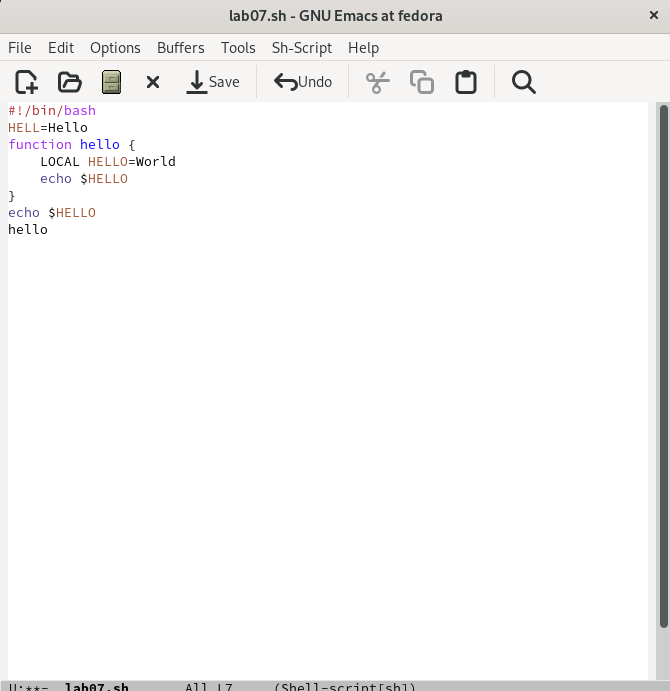 lab07.sh - GNU Emacs at fedora
File Edit Options Buffers Tools Sh-Script Help
Save Undo
#!/bin/bash
HELL=Hello
function hello {
    LOCAL HELLO=World
    echo $HELLO
}
echo $HELLO
hello
U:**- lab07.sh All L7 (Shell-script[sh])